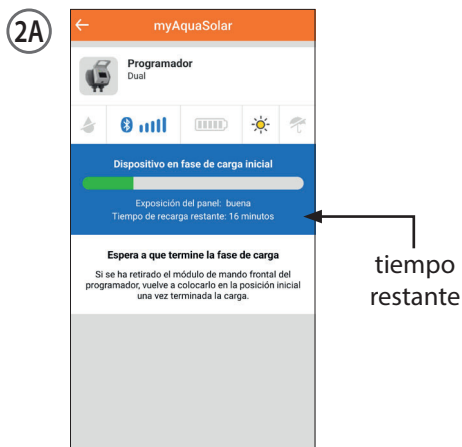 2A
myAquaSolar
Programador
Dual
Dispositivo en fase de carga inicial
Exposición del panel: buena
Tiempo de recarga restante: 16 minutos
tiempo
restante
Espera a que termine la fase de carga
Si se ha retirado el módulo de mando frontal del
programador, vuelve a colocarlo en la posición inicial
una vez terminada la carga.